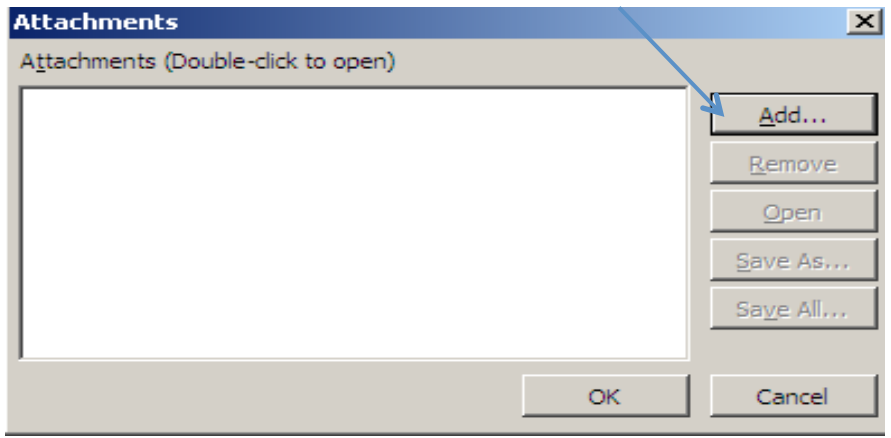 Attachments
Attachments (Double-click to open)
Add...
Remove
Open
Save As...
Save All...
OK
Cancel